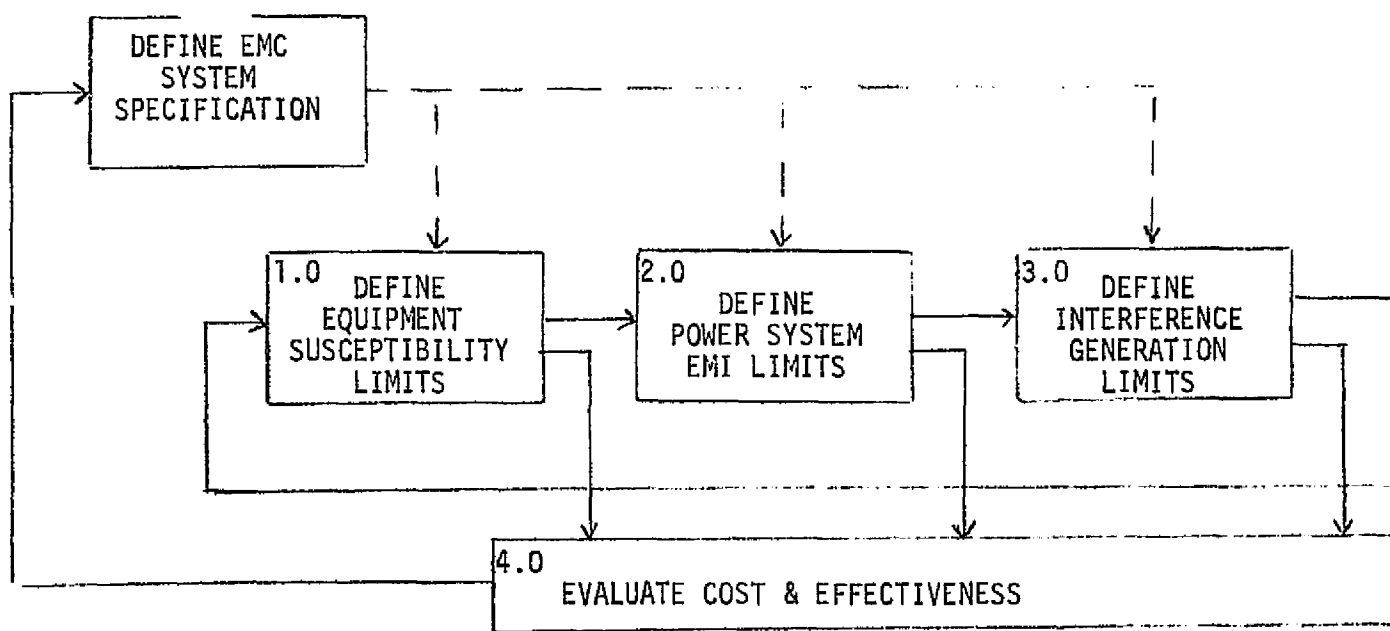 DEFINE EMC
SYSTEM
SPECIFICATION
1.0
DEFINE
EQUIPMENT
SUSCEPTIBILITY
LIMITS
2.0
DEFINE
POWER SYSTEM
EMI LIMITS
3.0
DEFINE
INTERFERENCE
GENERATION
LIMITS
4.0
EVALUATE COST & EFFECTIVENESS